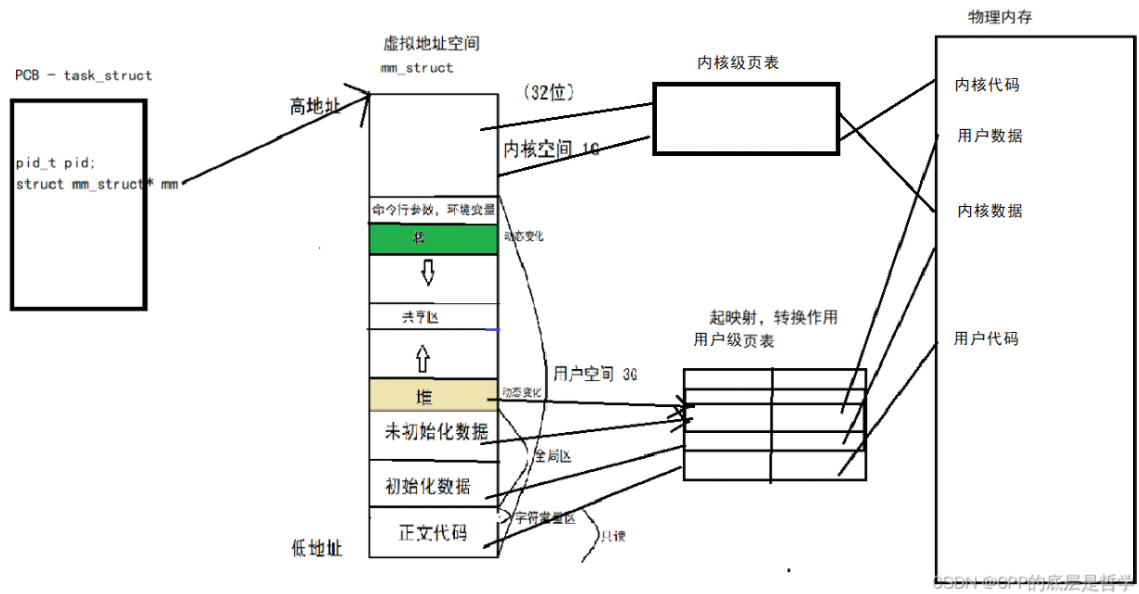 PCB - task_struct
pid_t pid;
struct mm_struct* mm
虚拟地址空间
mm_struct
高地址
(32位)
内核空间 1G
命令行参数,环境变量
栈
动态变化
共享区
用户空间 3G
堆
动态变化
未初始化数据
全局区
初始化数据
字符常量区
正文代码
只读
低地址
内核级页表
起映射,转换作用
用户级页表
物理内存
内核代码
用户数据
内核数据
用户代码
CSDN @CPP的底层是哲学